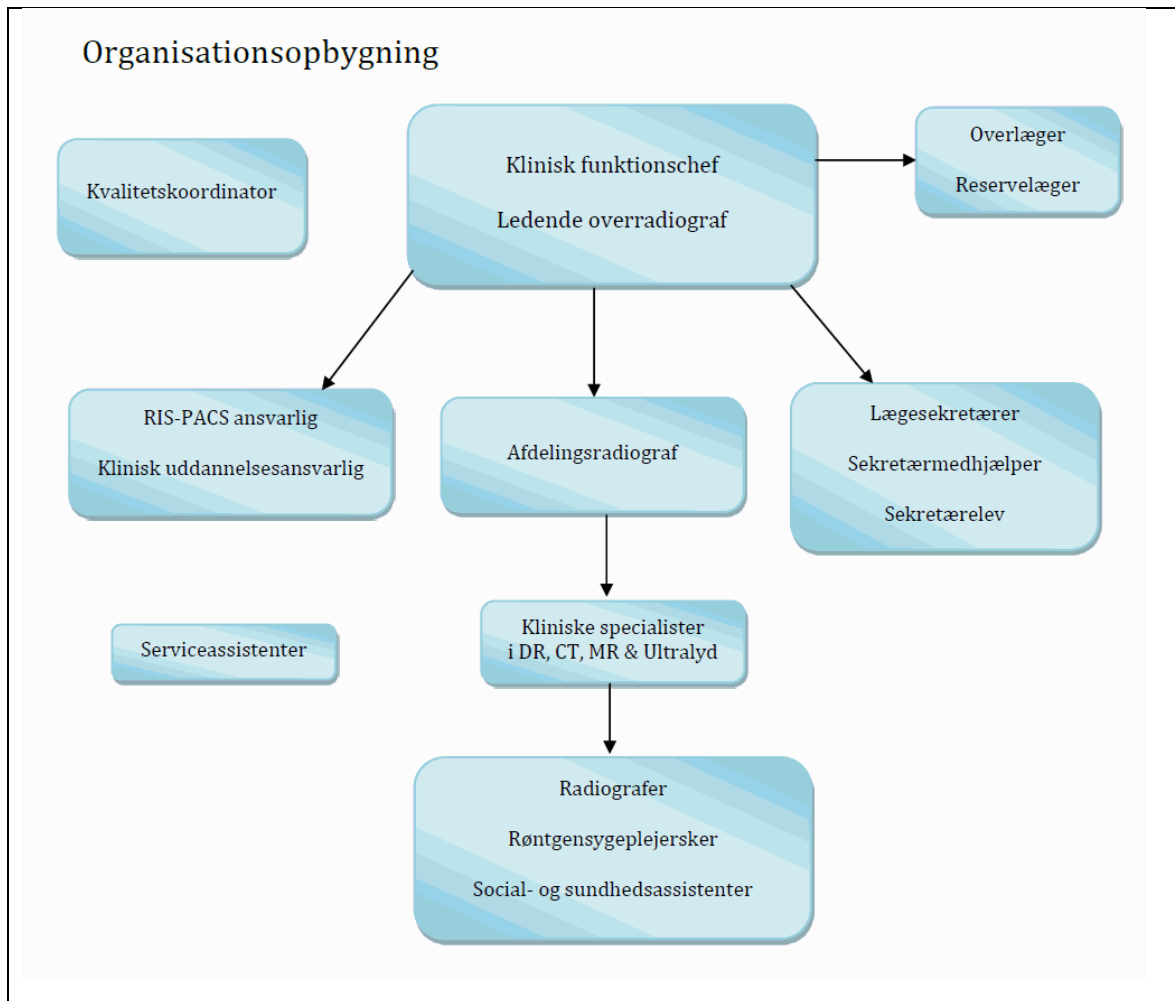 Organisationsopbygning
Kvalitetskoordinator
Klinisk funktionschef
Ledende overradiograf
Overlæger
Reservelæger
RIS-PACS ansvarlig
Klinisk uddannelsesansvarlig
Afdelingsradiograf
Lægesekretærer
Sekretærmedhjælper
Sekretærelev
Serviceassistenter
Kliniske specialister
i DR, CT, MR & Ultralyd
Radiografer
Røntgensygeplejersker
Social- og sundhedsassistenter